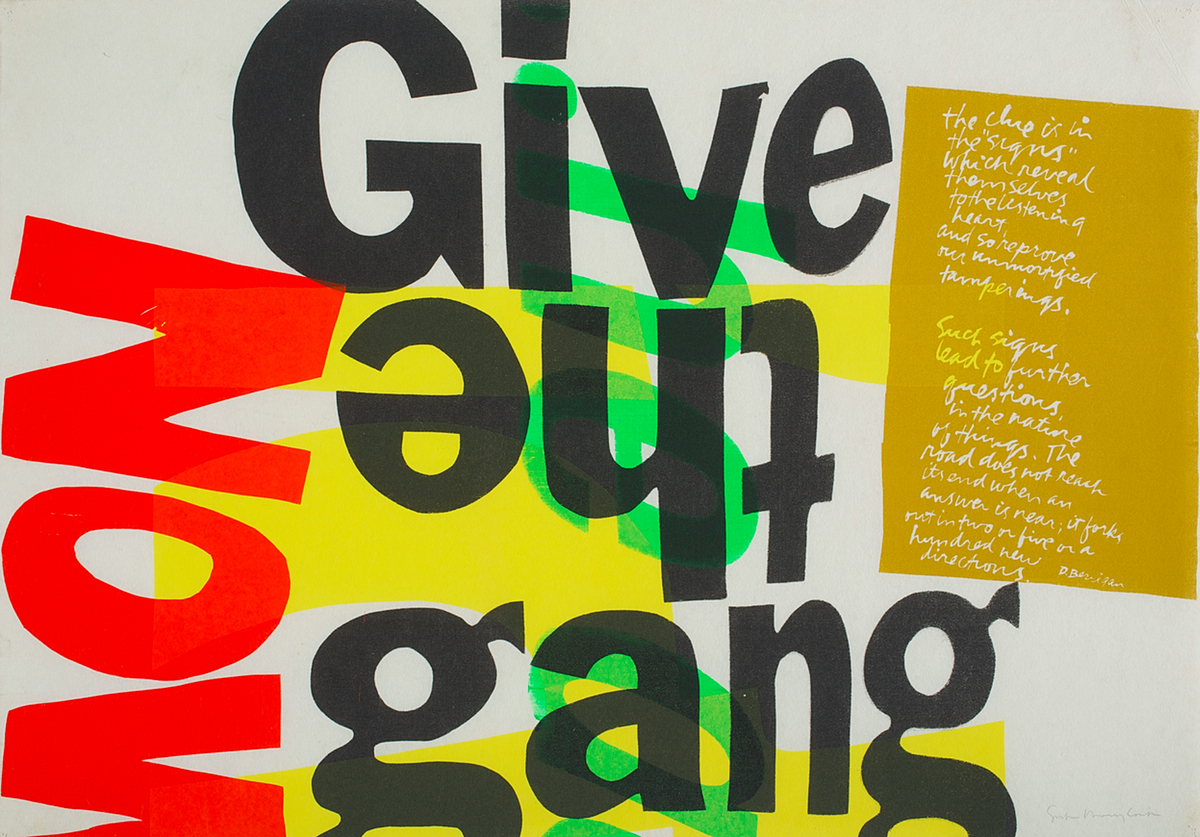 Give
the
gang
NOW
the clue is in
the "signs"
which reveal
themselves
to the listening
heart,
and so reprove
our unmortified
tamperings.
Such signs
lead to further
questions,
in the nature
of things. The
road does not reach
its end when an
answer is near; it forks
out in two or five or a
hundred new
directions.
D. Berrigan